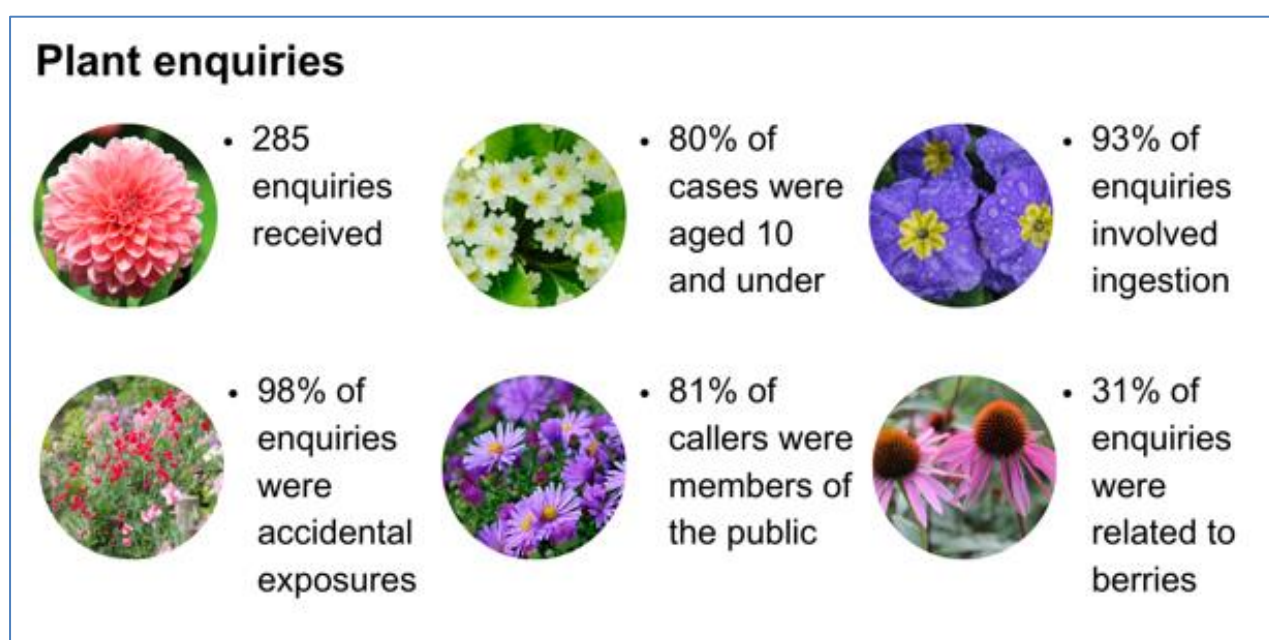 Plant enquiries
• 285
enquiries
received
• 80% of
cases were
aged 10
and under
• 93% of
enquiries
involved
ingestion
• 98% of
enquiries
were
accidental
exposures
• 81% of
callers were
members of
the public
• 31% of
enquiries
were
related to
berries